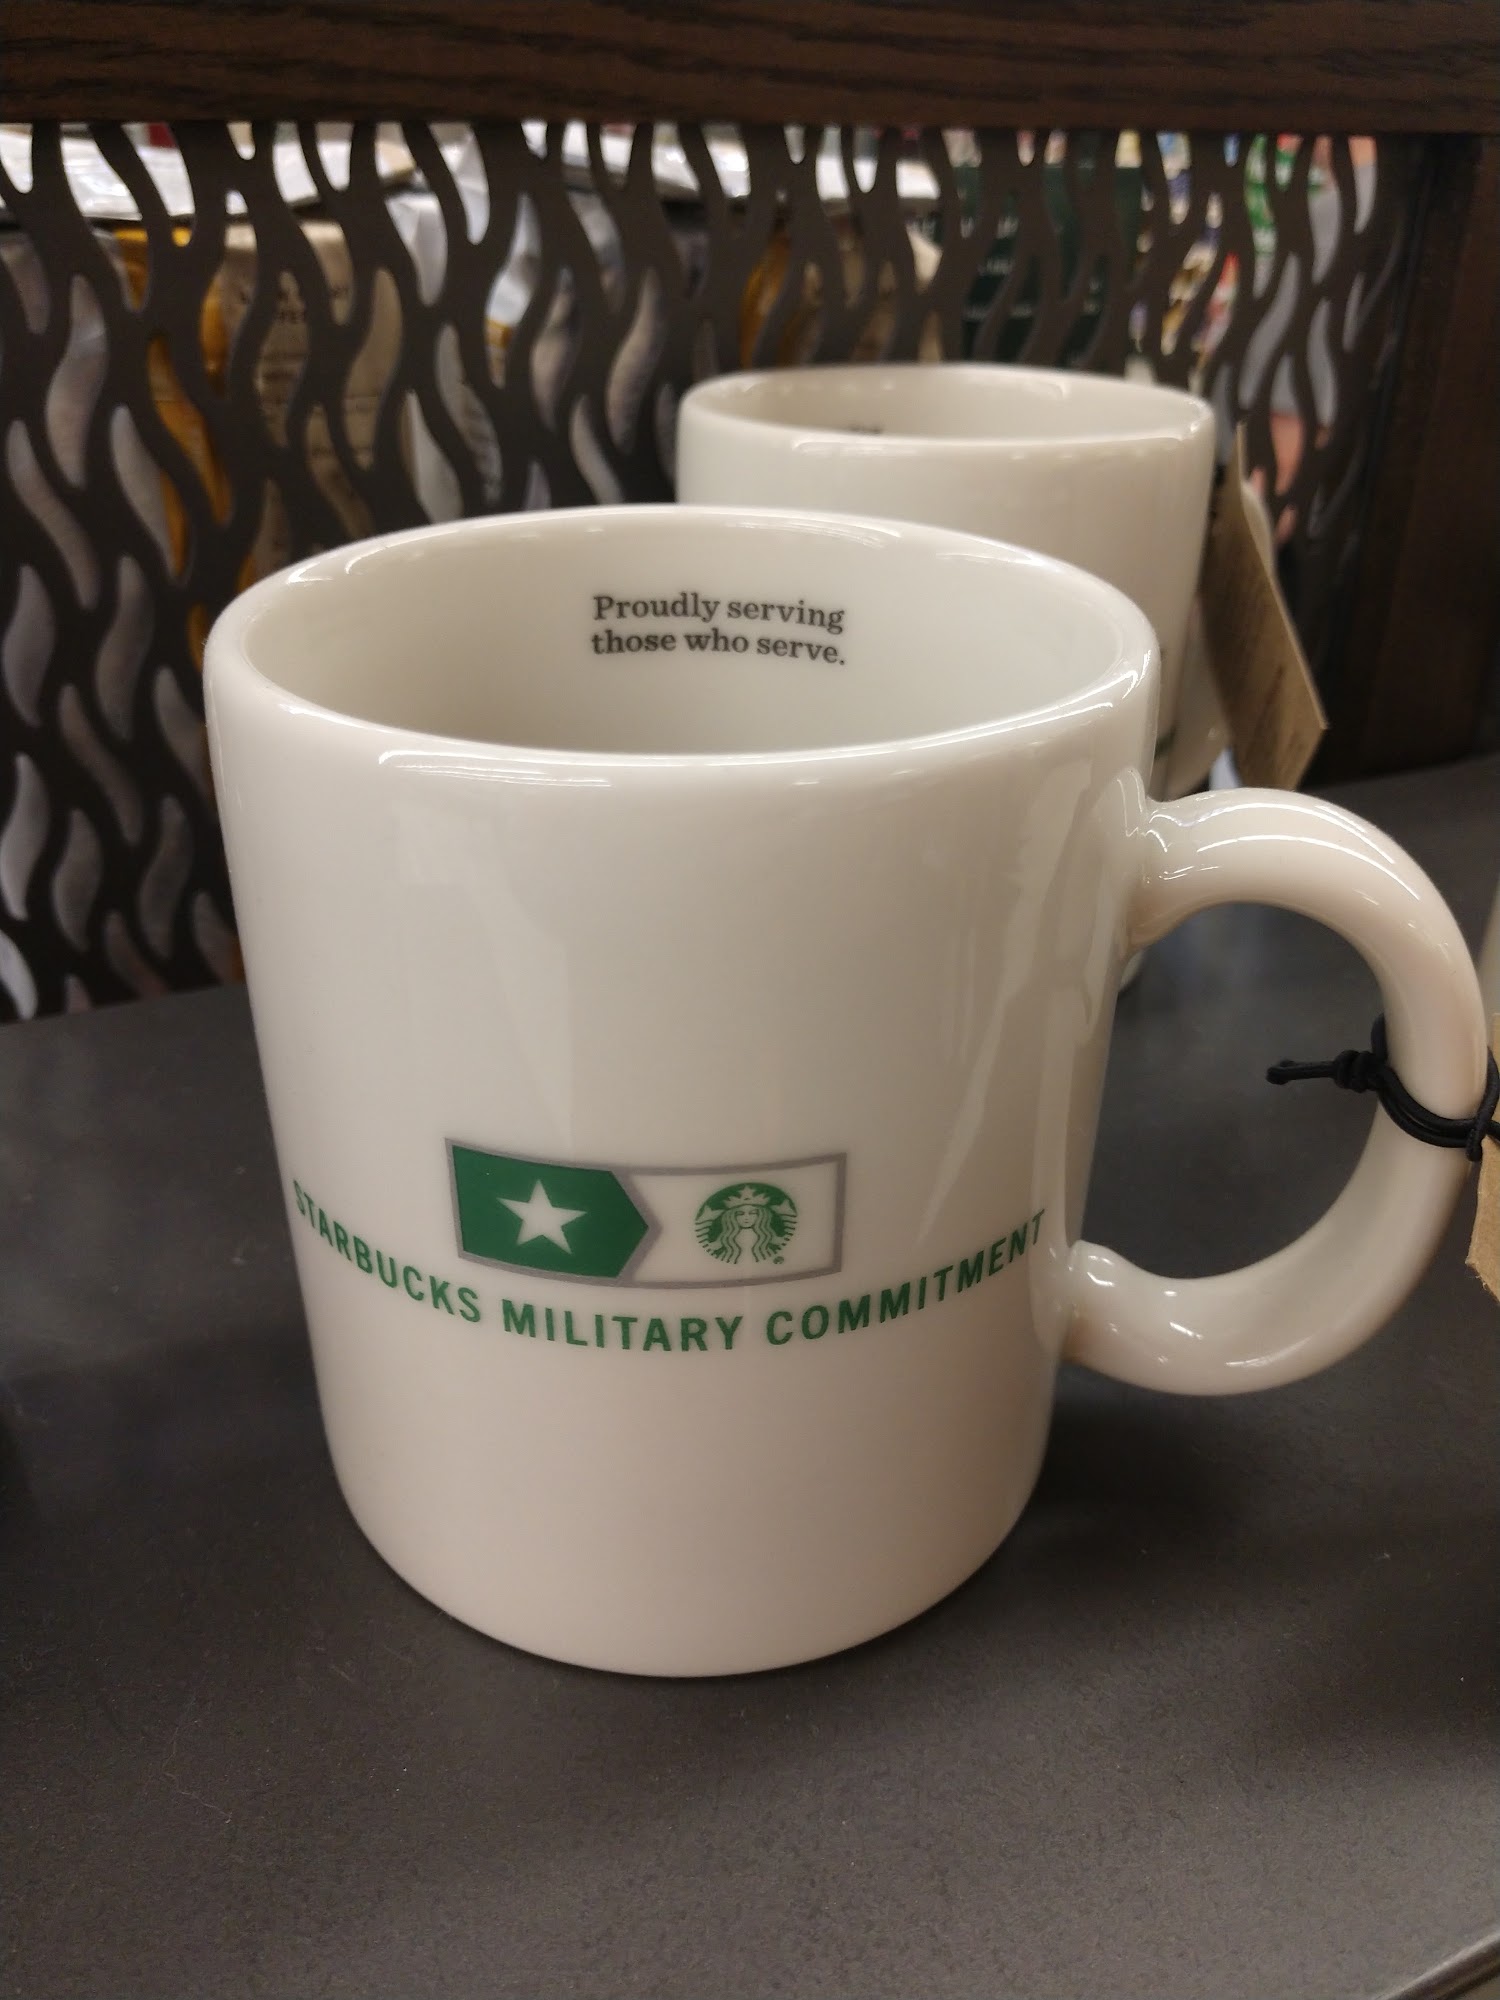 Proudly serving
those who serve.
STARBUCKS MILITARY COMMITMENT